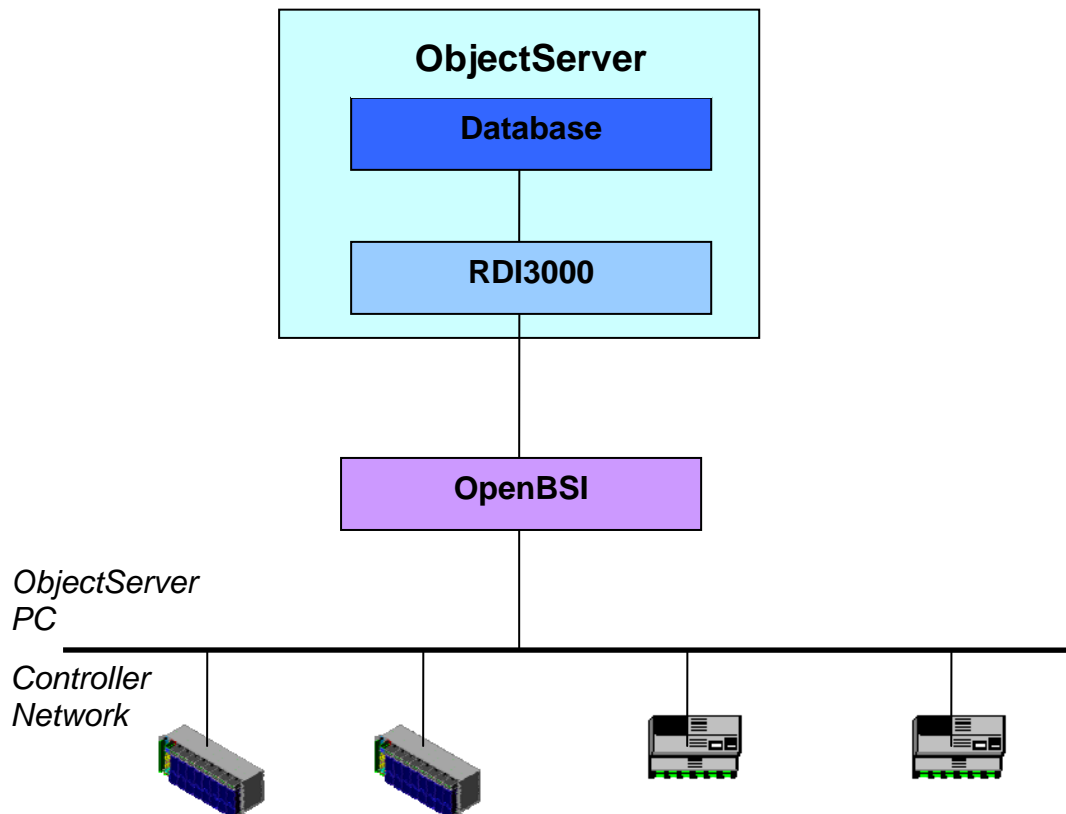 ObjectServer
Database
RDI3000
OpenBSI
ObjectServer
PC
Controller
Network